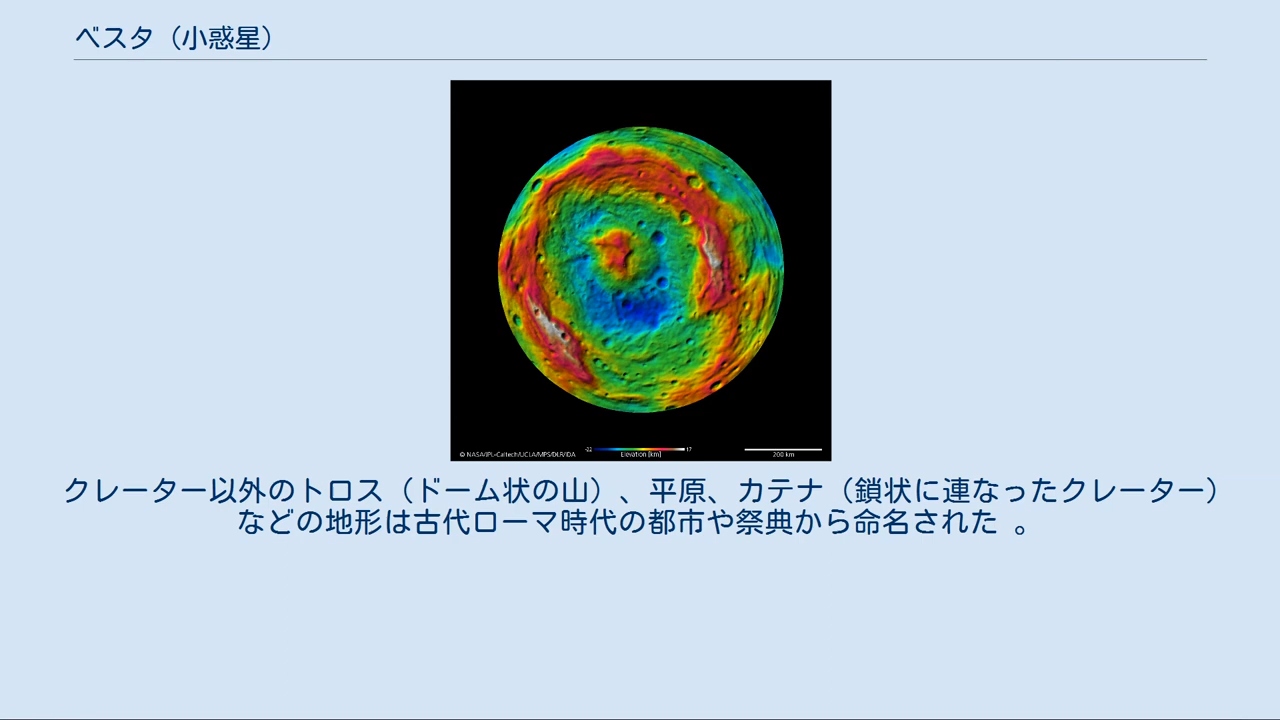 ベスタ（小惑星）
© NASA/JPL-Caltech/UCLA/MPS/DLR/IDA
-22
17
Elevation [km]
200 km
クレーター以外のトロス（ドーム状の山）、平原、カテナ（鎖状に連なったクレーター）
などの地形は古代ローマ時代の都市や祭典から命名された 。